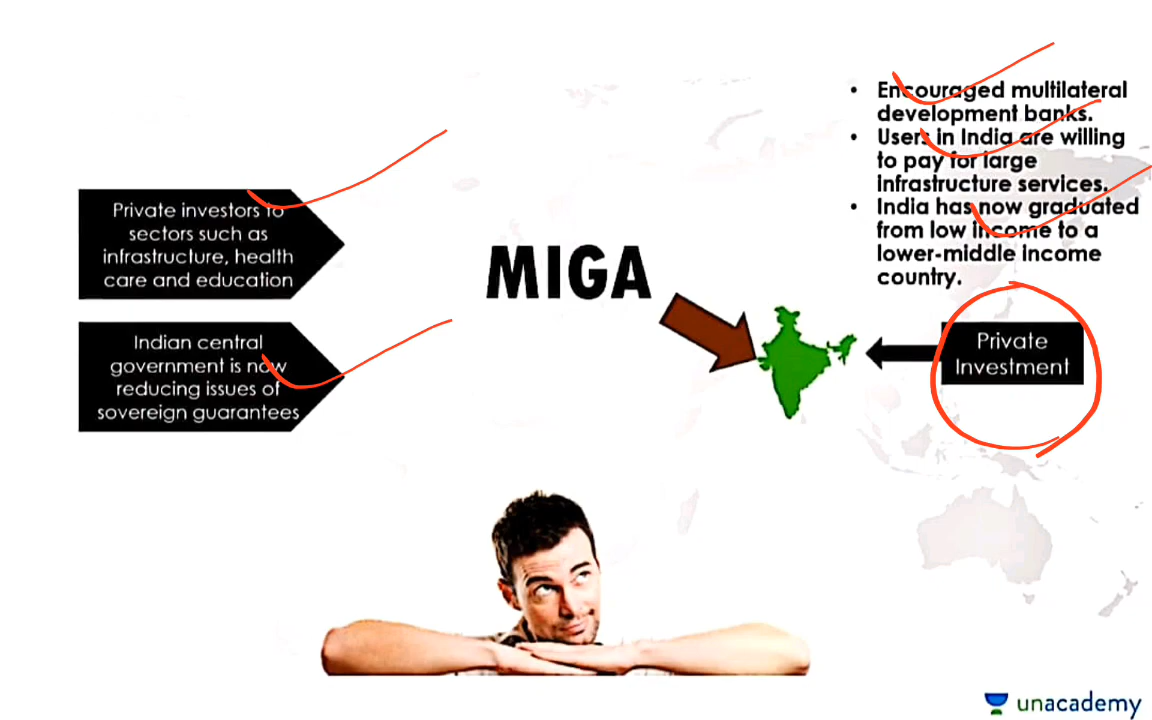 Private investors to
sectors such as
infrastructure, health
care and education
Indian central
government is now
reducing issues of
sovereign guarantees
MIGA
• Encouraged multilateral
development banks.
• Users in India are willing
to pay for large
infrastructure services.
• India has now graduated
from low income to a
lower-middle income
country.
Private
Investment
unacademy